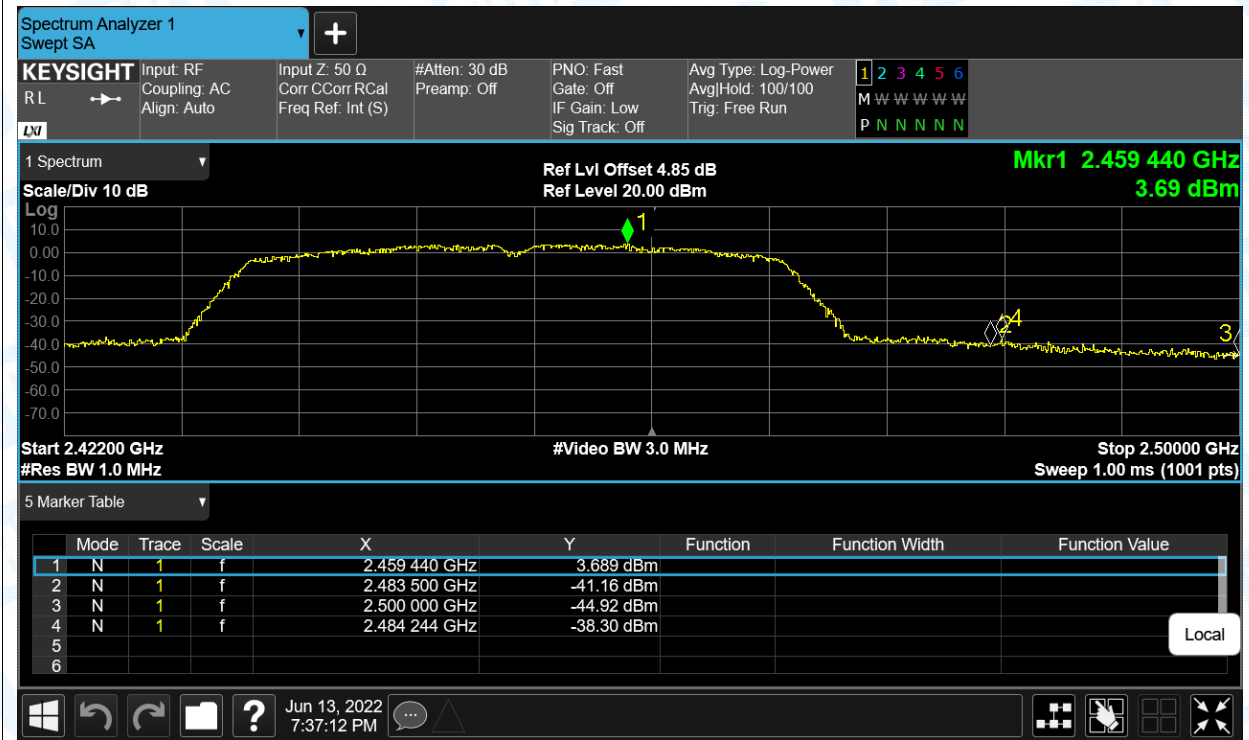 Spectrum Analyzer 1
Swept SA
KEYSIGHT
R L
LXI
Input: RF
Coupling: AC
Align: Auto
Input Z: 50 Ω
Corr CCorr RCal
Freq Ref: Int (S)
#Atten: 30 dB
Preamp: Off
PNO: Fast
Gate: Off
IF Gain: Low
Sig Track: Off
Avg Type: Log-Power
Avg|Hold: 100/100
Trig: Free Run
1 2 3 4 5 6
M W W W W W
P N N N N N
1 Spectrum
Scale/Div 10 dB
Ref Lvl Offset 4.85 dB
Ref Level 20.00 dBm
Mkr1 2.459 440 GHz
3.69 dBm
Log
10.0
0.00
-10.0
-20.0
-30.0
-40.0
-50.0
-60.0
-70.0
1
2
4
3
Start 2.42200 GHz
#Video BW 3.0 MHz
Stop 2.50000 GHz
#Res BW 1.0 MHz
Sweep 1.00 ms (1001 pts)
5 Marker Table
Mode Trace Scale X Y Function Function Width Function Value
1 N 1 f 2.459 440 GHz 3.689 dBm
2 N 1 f 2.483 500 GHz -41.16 dBm
3 N 1 f 2.500 000 GHz -44.92 dBm
4 N 1 f 2.484 244 GHz -38.30 dBm
5
6
Local
?
Jun 13, 2022
7:37:12 PM